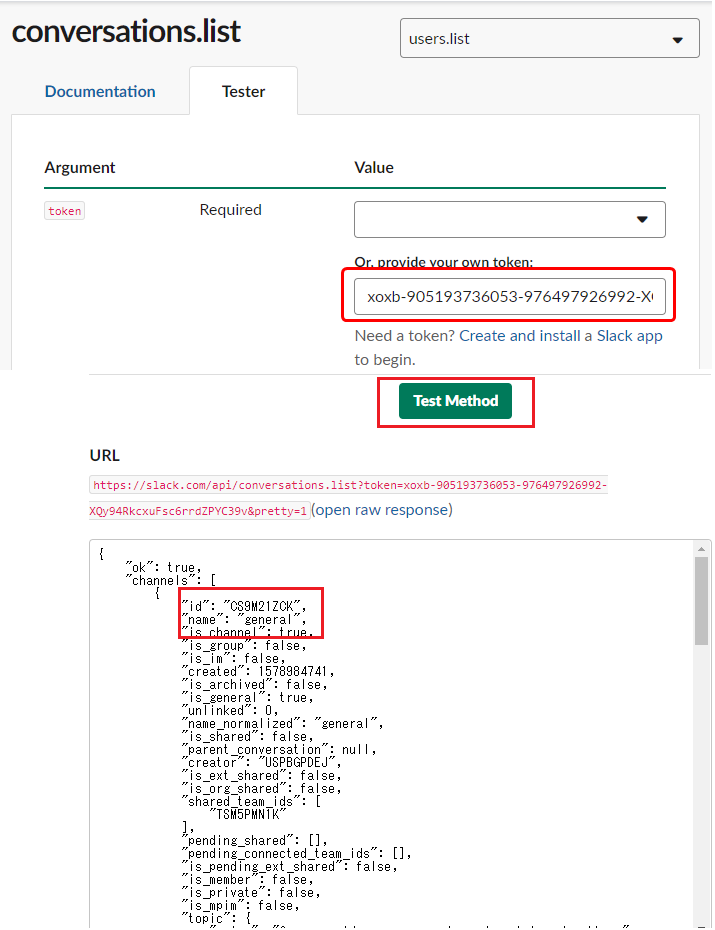 conversations.list
users.list
Documentation
Tester
Argument
Value
token
Required
Or, provide your own token:
xoxb-905193736053-976497926992-X
Need a token? Create and install a Slack app
to begin.
Test Method
URL
https://slack.com/api/conversations.list?token=xoxb-905193736053-976497926992-
XQy94RkcxuFsc6rrdZPYC39v&pretty=1 (open raw response)
{
"ok": true,
"channels": [
{
"id": "CS9M21ZCK",
"name": "general",
"is_channel": true,
"is_group": false,
"is_im": false,
"created": 1578984741,
"is_archived": false,
"is_general": true,
"unlinked": 0,
"name_normalized": "general",
"is_shared": false,
"parent_conversation": null,
"creator": "USPBGPDEJ",
"is_ext_shared": false,
"is_org_shared": false,
"shared_team_ids": [
"TSM5PMN1K"
],
"pending_shared": [],
"pending_connected_team_ids": [],
"is_pending_ext_shared": false,
"is_member": false,
"is_private": false,
"is_mpim": false,
"topic": {